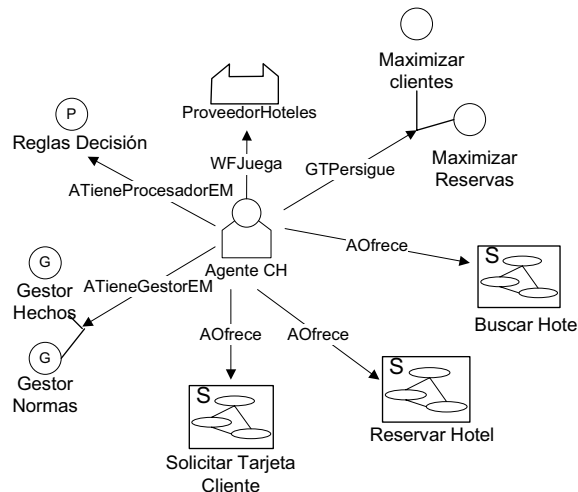 Maximizar
clientes
ProveedorHoteles
P
Reglas Decisión
WFJuega
GTPersigue
Maximizar
Reservas
ATieneProcesadorEM
AOfrece
G
Gestor
Hechos
ATieneGestorEM
Agente CH
S
Buscar Hote
G
Gestor
Normas
AOfrece
AOfrece
S
Solicitar Tarjeta
Cliente
S
Reservar Hotel